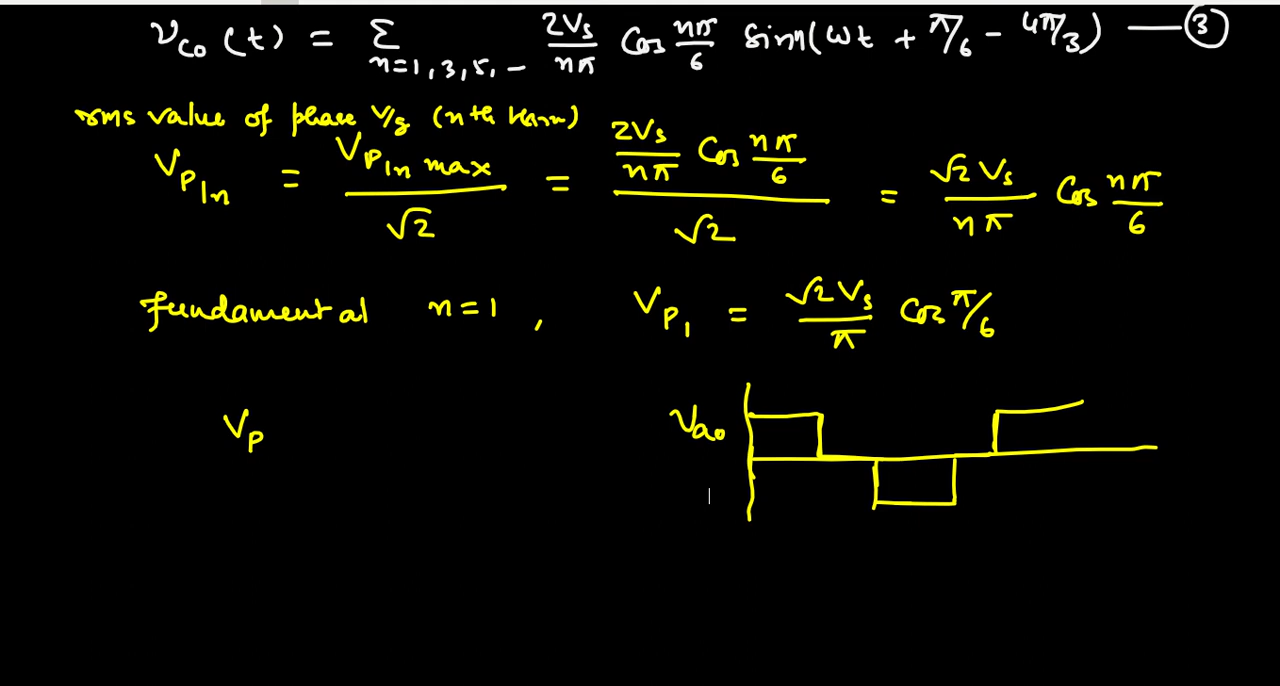 v_co (t) = Σ_{n=1,3,5,-} 2Vs/nπ Cos nπ/6 sin n(ωt + π/6 - 4π/3) — ③
rms value of phase V/g (nth Harm)
V_P1n = V_P1n max/√2 = (2Vs/nπ Cos nπ/6)/√2 = √2 Vs/nπ Cos nπ/6
fundamental n=1, V_P1 = √2 Vs/π Cos π/6
V_P V_ao